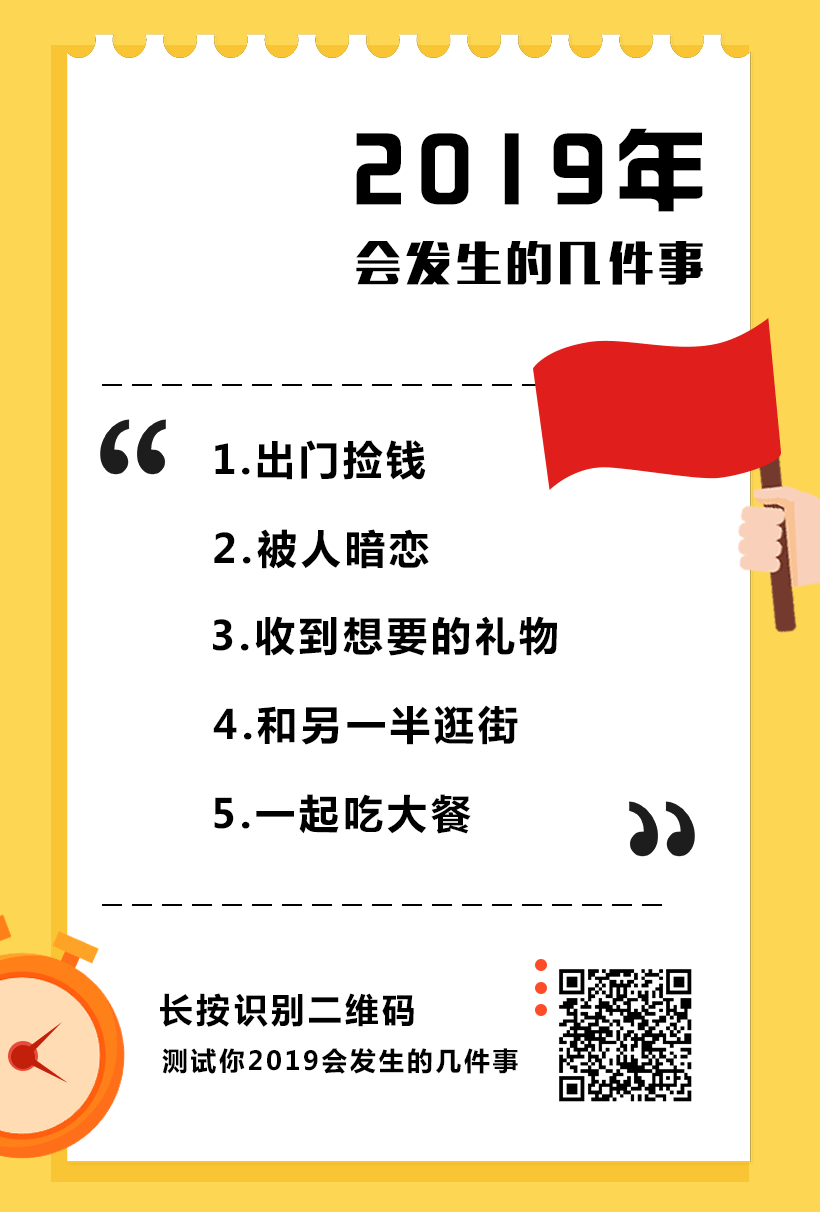 2019年
会发生的几件事
“
1.出门捡钱
2.被人暗恋
3.收到想要的礼物
4.和另一半逛街
5.一起吃大餐
”
长按识别二维码
测试你2019会发生的几件事